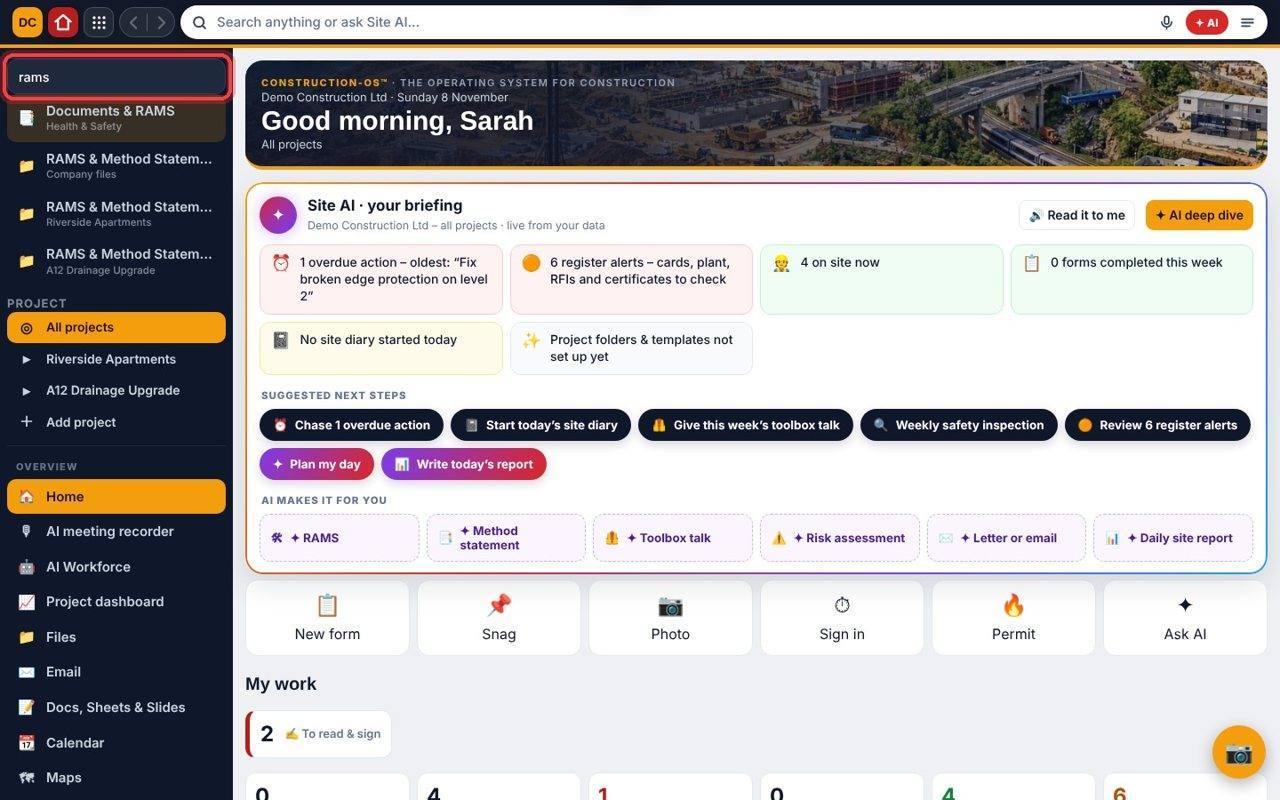 DC
Search anything or ask Site AI...
✦ AI
rams
Documents & RAMS
Health & Safety
RAMS & Method Statem...
Company files
RAMS & Method Statem...
Riverside Apartments
RAMS & Method Statem...
A12 Drainage Upgrade
PROJECT
All projects
Riverside Apartments
A12 Drainage Upgrade
Add project
OVERVIEW
Home
AI meeting recorder
AI Workforce
Project dashboard
Files
Email
Docs, Sheets & Slides
Calendar
Maps
CONSTRUCTION-OS™ · THE OPERATING SYSTEM FOR CONSTRUCTION
Demo Construction Ltd · Sunday 8 November
Good morning, Sarah
All projects
Site AI · your briefing
Demo Construction Ltd – all projects · live from your data
Read it to me
✦ AI deep dive
1 overdue action – oldest: “Fix
broken edge protection on level
2”
6 register alerts – cards, plant,
RFIs and certificates to check
4 on site now
0 forms completed this week
No site diary started today
Project folders & templates not
set up yet
SUGGESTED NEXT STEPS
Chase 1 overdue action
Start today’s site diary
Give this week’s toolbox talk
Weekly safety inspection
Review 6 register alerts
Plan my day
Write today’s report
AI MAKES IT FOR YOU
✦ RAMS
✦ Method
statement
✦ Toolbox talk
✦ Risk assessment
✦ Letter or email
✦ Daily site report
New form
Snag
Photo
Sign in
Permit
Ask AI
My work
2
To read & sign
0
4
1
0
4
6